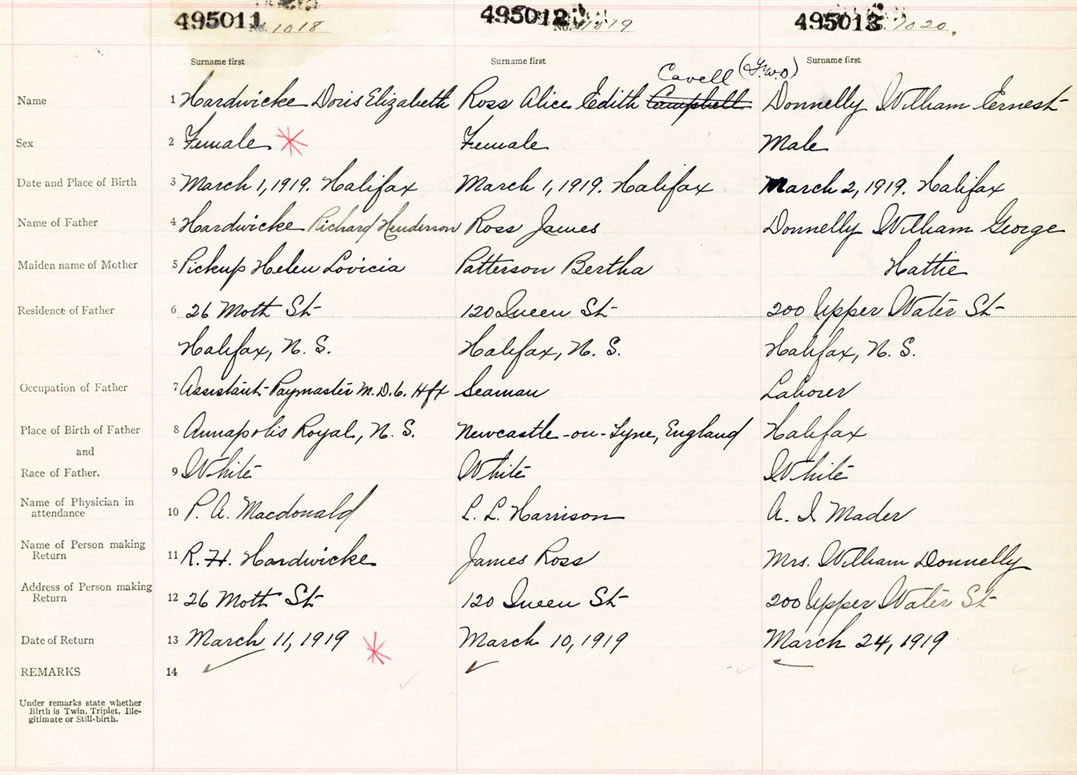 495011 No. 1018 495012 No. 1019 495013 1020.
Surname first Surname first Surname first
Cavell (F.W.O)
Name 1 Hardwicke Doris Elizabeth Ross Alice Edith Campbell Donnelly William Ernest
Sex 2 Female Female Male
Date and Place of Birth 3 March 1, 1919. Halifax March 1, 1919. Halifax March 2, 1919. Halifax
Name of Father 4 Hardwicke Richard Henderson Ross James Donnelly William George
Maiden name of Mother 5 Pickup Helen Lovicia Patterson Bertha Hattie
Residence of Father 6 26 Moth St 120 Queen St 200 Upper Water St
Halifax, N. S. Halifax, N. S. Halifax, N. S.
Occupation of Father 7 Assistant Paymaster M. D. 6. Hfx Seaman Laborer
Place of Birth of Father 8 Annapolis Royal, N. S. Newcastle-on-Tyne, England Halifax
and
Race of Father. 9 White White White
Name of Physician in
attendance 10 P. A. Macdonald L. L. Harrison A. I Mader
Name of Person making
Return 11 R. H. Hardwicke James Ross Mrs. William Donnelly
Address of Person making
Return 12 26 Moth St 120 Queen St 200 Upper Water St
Date of Return 13 March 11, 1919 March 10, 1919 March 24, 1919
REMARKS 14
Under remarks state whether
Birth is Twin, Triplet, Ille-
gitimate or Still-birth.